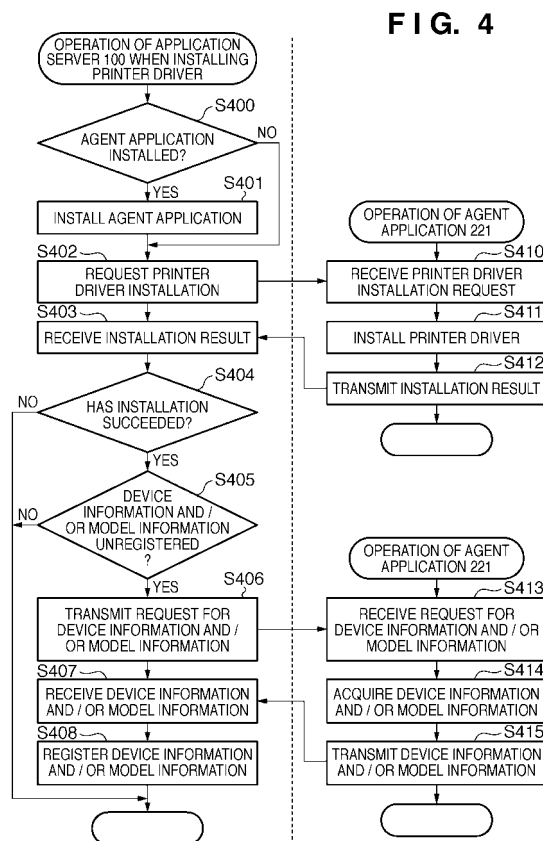 FIG. 4
OPERATION OF APPLICATION
SERVER 100 WHEN INSTALLING
PRINTER DRIVER
S400
AGENT APPLICATION
INSTALLED?
NO
YES
S401
INSTALL AGENT APPLICATION
S402
REQUEST PRINTER
DRIVER INSTALLATION
S403
RECEIVE INSTALLATION RESULT
S404
HAS INSTALLATION
SUCCEEDED?
NO
YES
S405
DEVICE
INFORMATION AND /
OR MODEL INFORMATION
UNREGISTERED
?
NO
YES
S406
TRANSMIT REQUEST FOR
DEVICE INFORMATION AND /
OR MODEL INFORMATION
S407
RECEIVE DEVICE INFORMATION
AND / OR MODEL INFORMATION
S408
REGISTER DEVICE INFORMATION
AND / OR MODEL INFORMATION
OPERATION OF AGENT
APPLICATION 221
S410
RECEIVE PRINTER DRIVER
INSTALLATION REQUEST
S411
INSTALL PRINTER DRIVER
S412
TRANSMIT INSTALLATION RESULT
OPERATION OF AGENT
APPLICATION 221
S413
RECEIVE REQUEST FOR
DEVICE INFORMATION AND / OR
MODEL INFORMATION
S414
ACQUIRE DEVICE INFORMATION
AND / OR MODEL INFORMATION
S415
TRANSMIT DEVICE INFORMATION
AND / OR MODEL INFORMATION